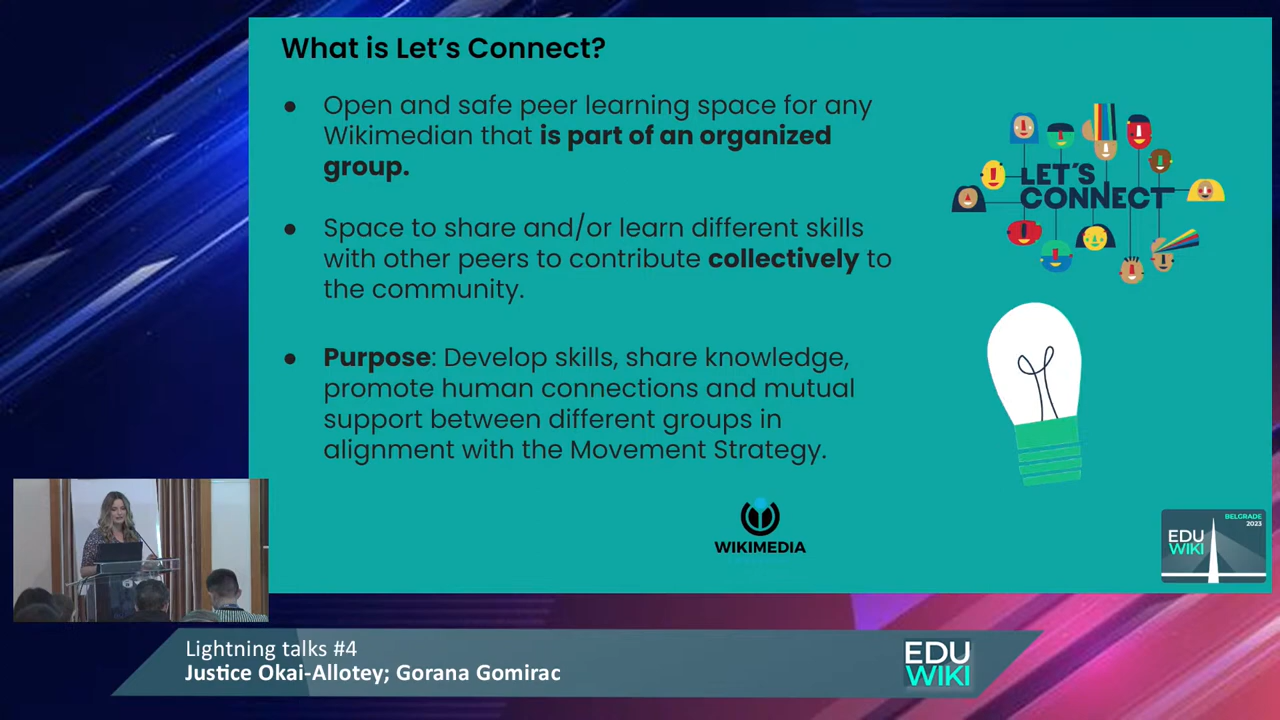 What is Let’s Connect?
● Open and safe peer learning space for any
Wikimedian that is part of an organized
group.
● Space to share and/or learn different skills
with other peers to contribute collectively to
the community.
● Purpose: Develop skills, share knowledge,
promote human connections and mutual
support between different groups in
alignment with the Movement Strategy.
LET'S
CONNECT
WIKIMEDIA
BELGRADE
2023
EDU
WIKI
Lightning talks #4
Justice Okai-Allotey; Gorana Gomirac
EDU
WIKI